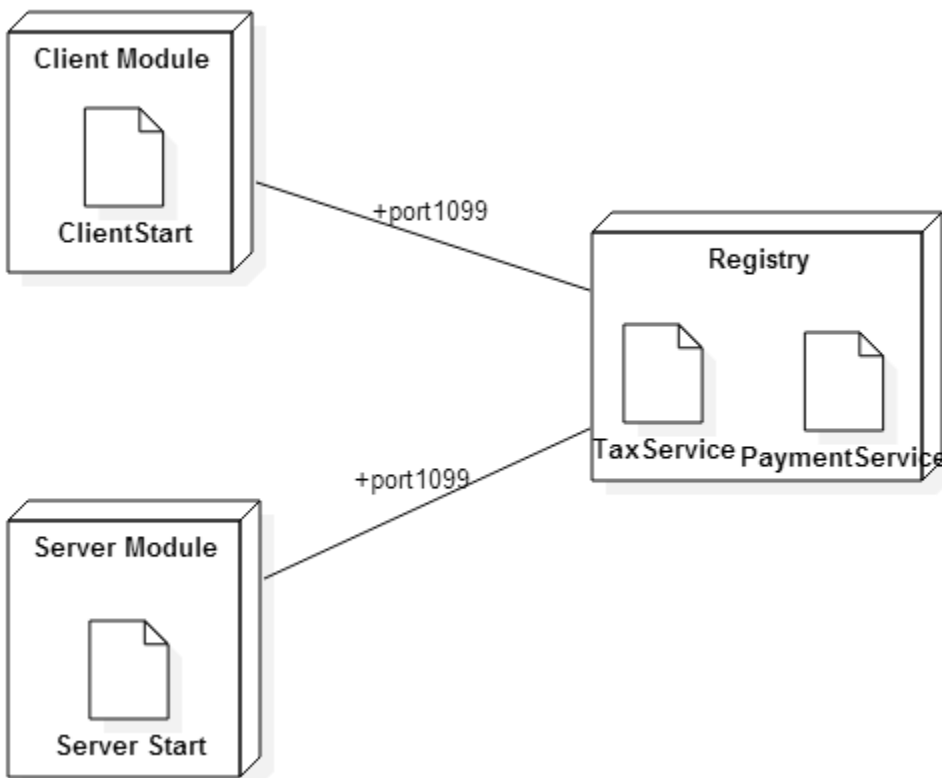 Client Module
ClientStart
+port1099
Registry
TaxService
PaymentService
+port1099
Server Module
Server Start